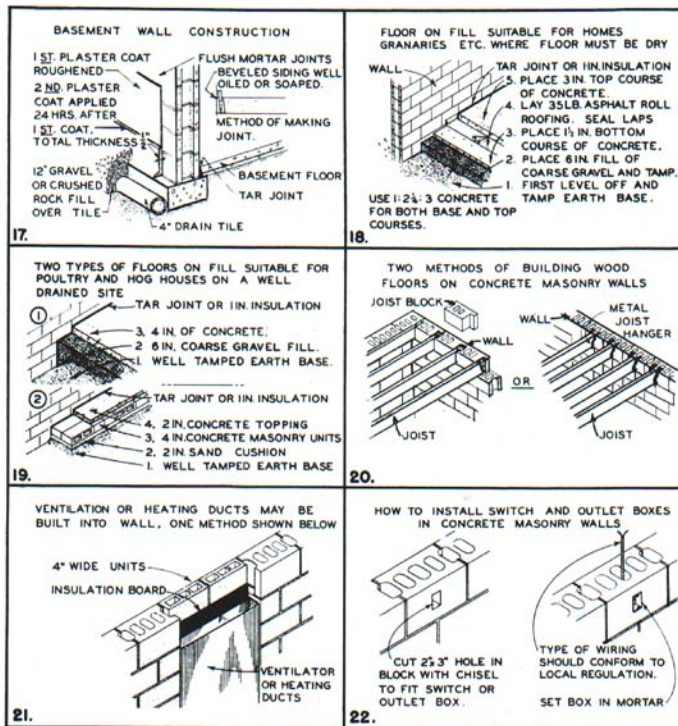 BASEMENT WALL CONSTRUCTION
1 ST. PLASTER COAT
ROUGHENED
2 ND. PLASTER
COAT APPLIED
24 HRS. AFTER
1 ST. COAT,
TOTAL THICKNESS 1/2"
12" GRAVEL
OR CRUSHED
ROCK FILL
OVER TILE
FLUSH MORTAR JOINTS
BEVELED SIDING WELL
OILED OR SOAPED.
METHOD OF MAKING
JOINT.
BASEMENT FLOOR
TAR JOINT
4" DRAIN TILE
17.
FLOOR ON FILL SUITABLE FOR HOMES
GRANARIES ETC. WHERE FLOOR MUST BE DRY
WALL
TAR JOINT OR 1IN. INSULATION
5. PLACE 3 IN. TOP COURSE
OF CONCRETE.
4. LAY 35LB. ASPHALT ROLL
ROOFING. SEAL LAPS
3. PLACE 1½ IN. BOTTOM
COURSE OF CONCRETE.
2. PLACE 6 IN. FILL OF
COARSE GRAVEL AND TAMP.
1. FIRST LEVEL OFF AND
TAMP EARTH BASE.
USE 1:2¼:3 CONCRETE
FOR BOTH BASE AND TOP
COURSES.
18.
TWO TYPES OF FLOORS ON FILL SUITABLE FOR
POULTRY AND HOG HOUSES ON A WELL
DRAINED SITE
1
TAR JOINT OR 1 IN. INSULATION
3. 4 IN. OF CONCRETE.
2 6 IN. COARSE GRAVEL FILL.
1. WELL TAMPED EARTH BASE.
2
TAR JOINT OR 1 IN. INSULATION
4. 2 IN. CONCRETE TOPPING
3. 4 IN. CONCRETE MASONRY UNITS
2. 2 IN. SAND CUSHION
1. WELL TAMPED EARTH BASE
19.
TWO METHODS OF BUILDING WOOD
FLOORS ON CONCRETE MASONRY WALLS
JOIST BLOCK
WALL
JOIST
OR
WALL
METAL
JOIST
HANGER
JOIST
20.
VENTILATION OR HEATING DUCTS MAY BE
BUILT INTO WALL, ONE METHOD SHOWN BELOW
4" WIDE UNITS
INSULATION BOARD
VENTILATOR
OR HEATING
DUCTS
21.
HOW TO INSTALL SWITCH AND OUTLET BOXES
IN CONCRETE MASONRY WALLS
CUT 2"x3" HOLE IN
BLOCK WITH CHISEL
TO FIT SWITCH OR
OUTLET BOX.
TYPE OF WIRING
SHOULD CONFORM TO
LOCAL REGULATION.
SET BOX IN MORTAR
22.